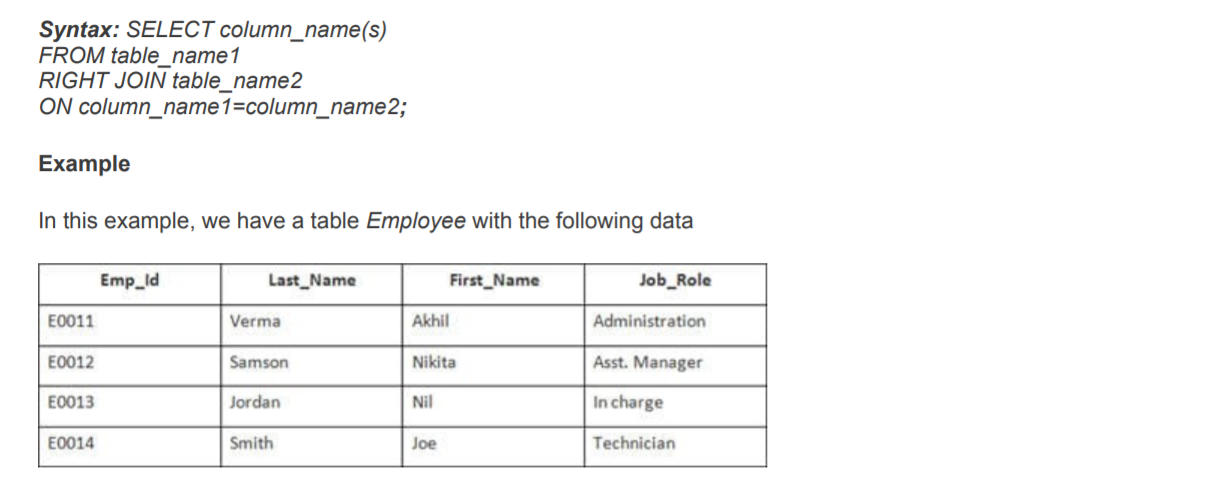 Syntax: SELECT column_name(s)
FROM table_name1
RIGHT JOIN table_name2
ON column_name1=column_name2;
Example
In this example, we have a table Employee with the following data
Emp_Id Last_Name First_Name Job_Role
E0011 Verma Akhil Administration
E0012 Samson Nikita Asst. Manager
E0013 Jordan Nil In charge
E0014 Smith Joe Technician